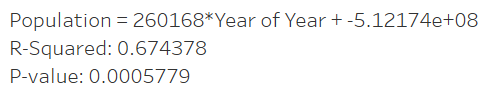 Population = 260168*Year of Year + -5.12174e+08
R-Squared: 0.674378
P-value: 0.0005779